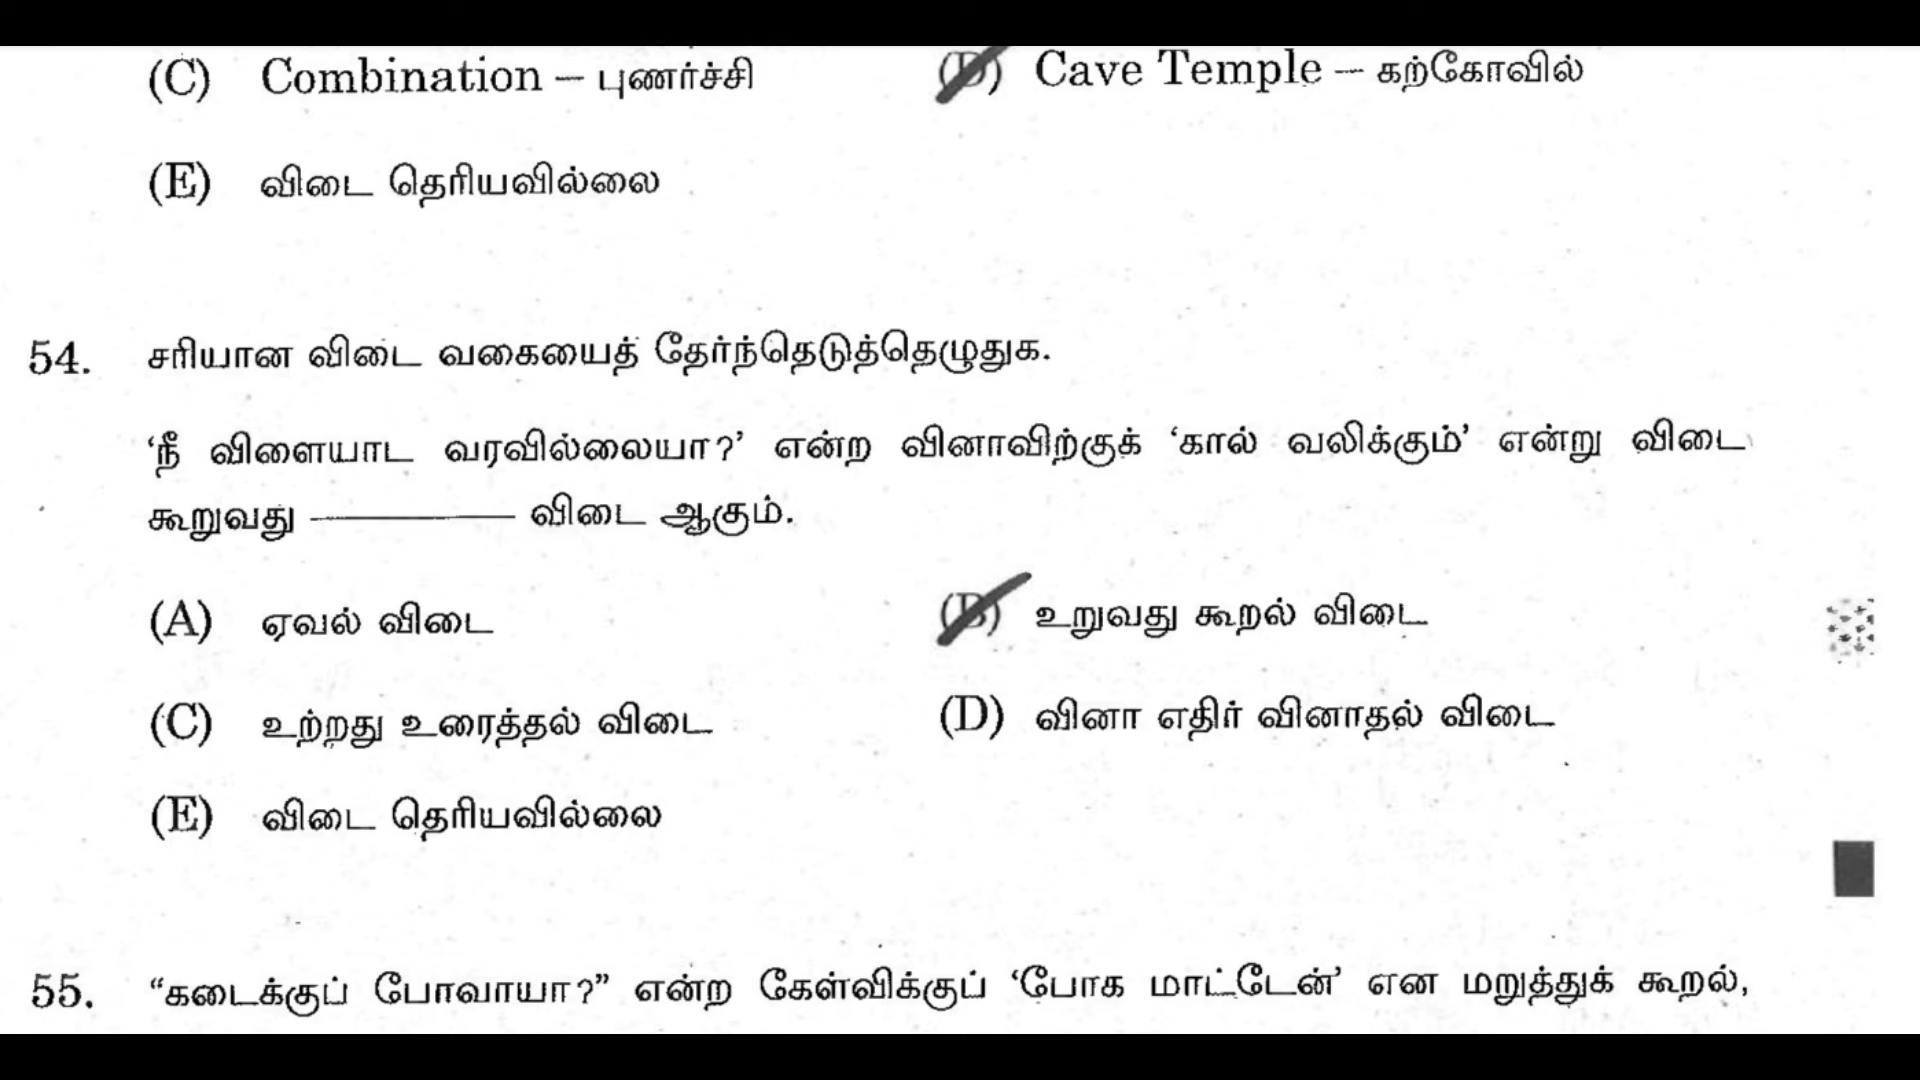 (C) Combination – புணர்ச்சி (D) Cave Temple – கற்கோவில்
(E) விடை தெரியவில்லை
54. சரியான விடை வகையைத் தேர்ந்தெடுத்தெழுதுக.
‘நீ விளையாட வரவில்லையா?’ என்ற வினாவிற்குக் ‘கால் வலிக்கும்’ என்று விடை
கூறுவது ———— விடை ஆகும்.
(A) ஏவல் விடை (B) உறுவது கூறல் விடை
(C) உற்றது உரைத்தல் விடை (D) வினா எதிர் வினாதல் விடை
(E) விடை தெரியவில்லை
55. “கடைக்குப் போவாயா?” என்ற கேள்விக்குப் ‘போக மாட்டேன்’ என மறுத்துக் கூறல்,